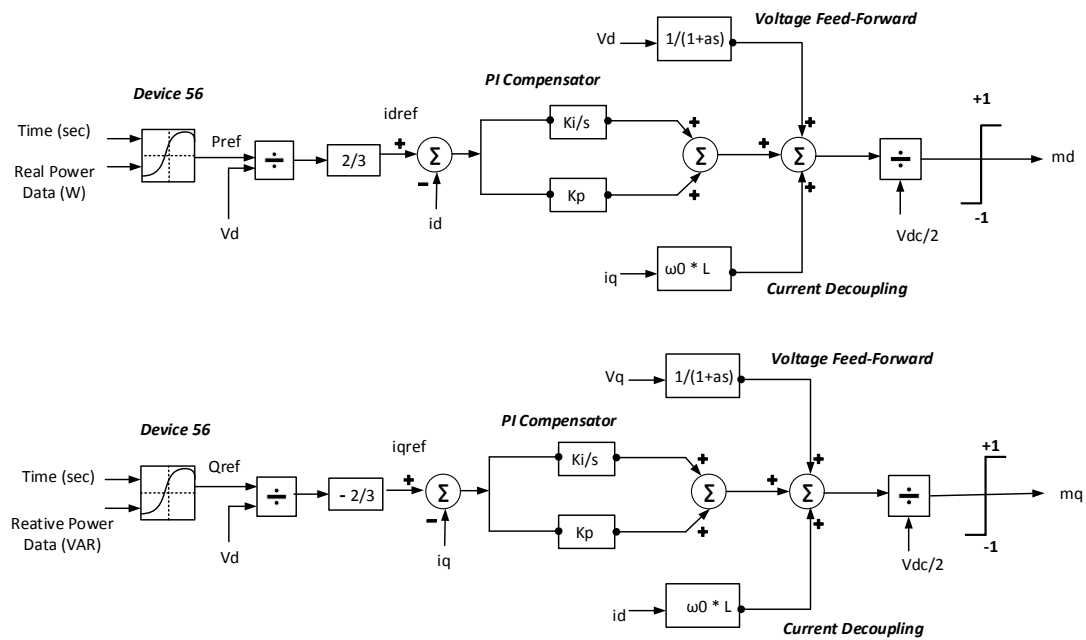 Voltage Feed-Forward
Vd
1/(1+as)
PI Compensator
Device 56
+1
Time (sec)
idref
Ki/s
Pref
÷
2/3
Σ
Σ
Σ
÷
md
Real Power
Data (W)
Kp
-1
Vd
id
Vdc/2
iq
ω0 * L
Current Decoupling
Voltage Feed-Forward
Vq
1/(1+as)
PI Compensator
Device 56
iqref
+1
Time (sec)
Qref
Ki/s
÷
- 2/3
Σ
Σ
Σ
÷
mq
Reative Power
Data (VAR)
Kp
-1
Vd
iq
Vdc/2
id
ω0 * L
Current Decoupling